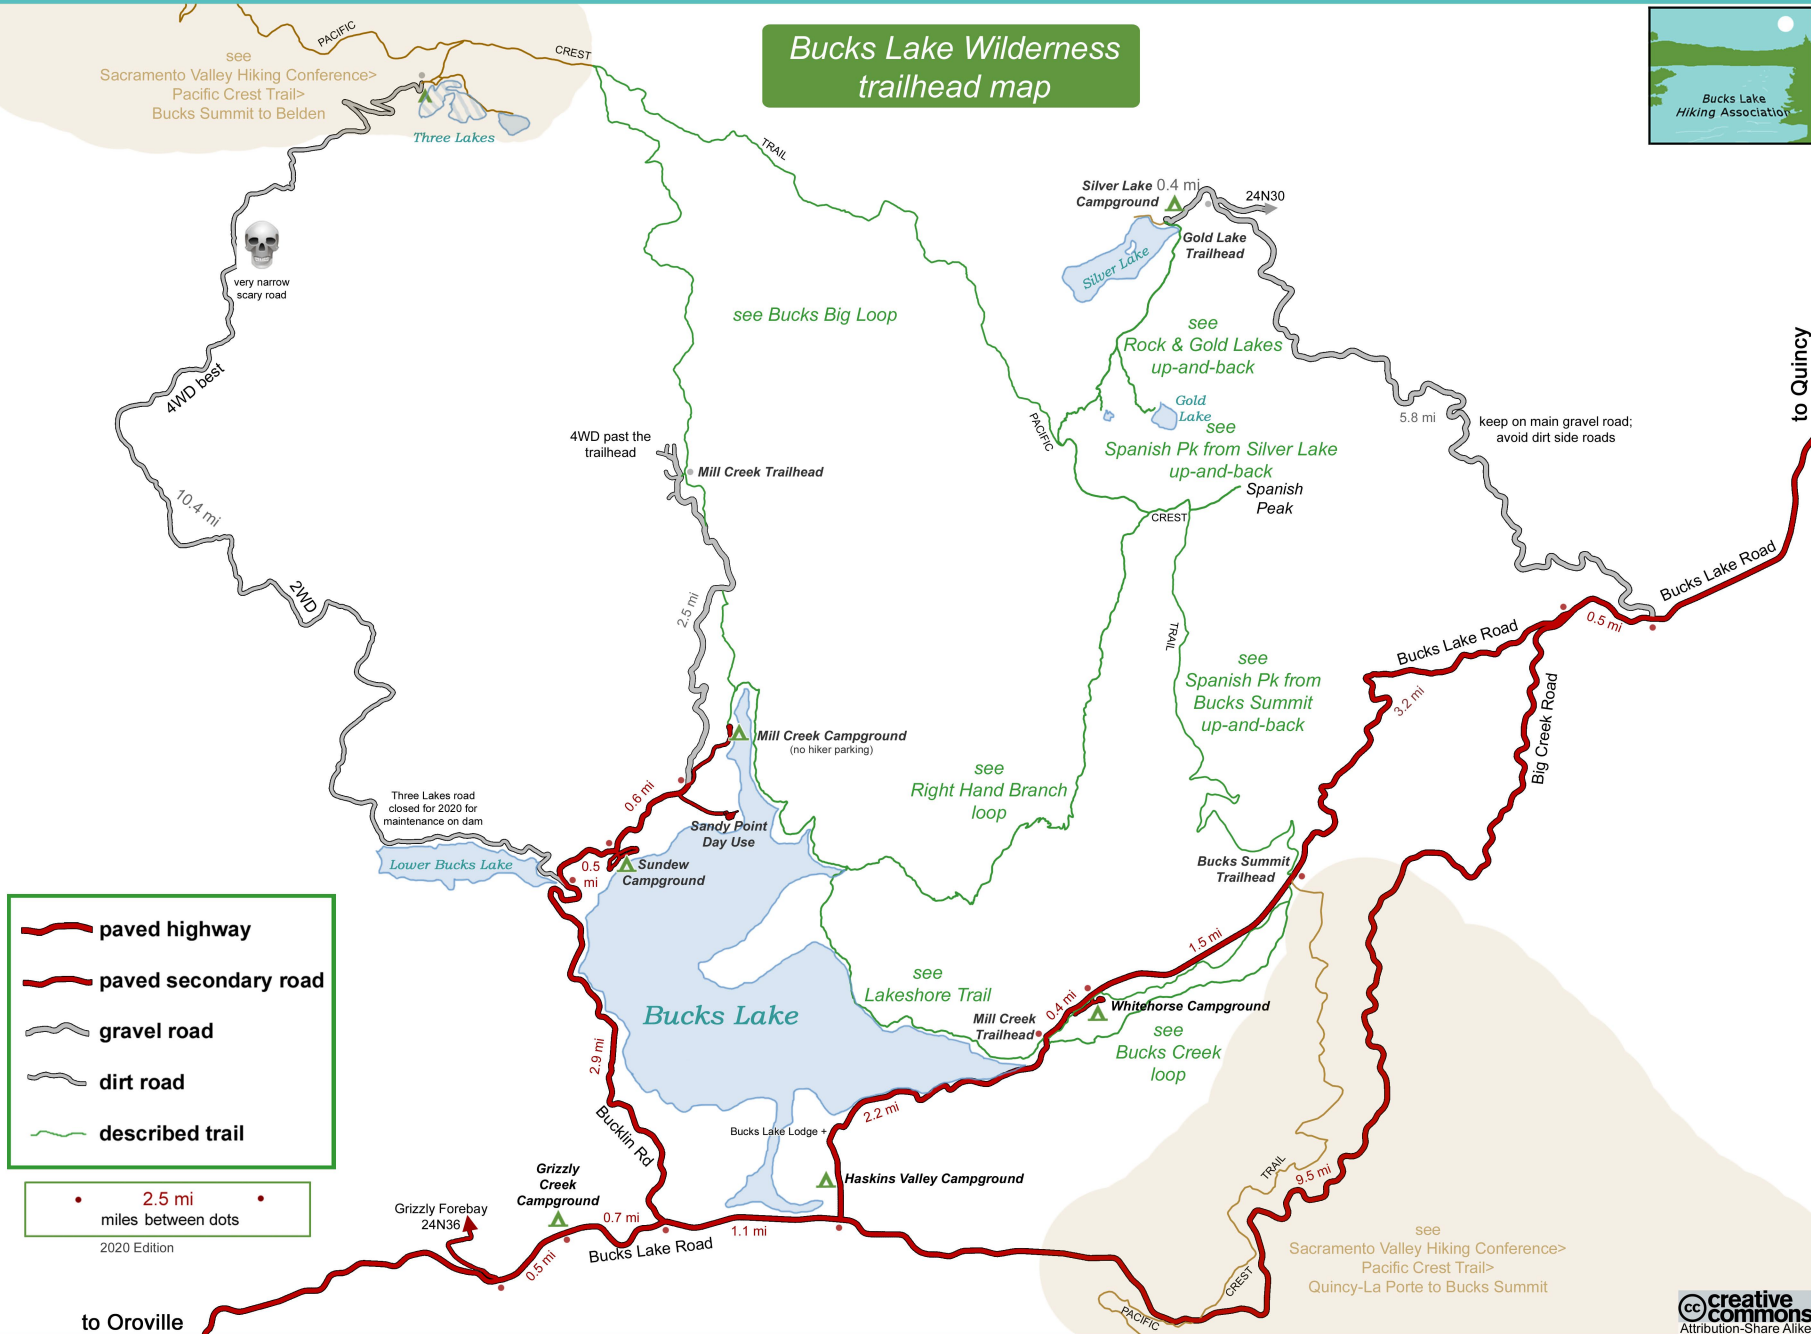 Bucks Lake Wilderness
trailhead map
Bucks Lake
Hiking Association
PACIFIC
CREST
see
Sacramento Valley Hiking Conference>
Pacific Crest Trail>
Bucks Summit to Belden
Three Lakes
TRAIL
Silver Lake
Campground
0.4 mi
24N30
Gold Lake
Trailhead
Silver Lake
very narrow
scary road
see Bucks Big Loop
see
Rock & Gold Lakes
up-and-back
to Quincy
4WD best
Gold
Lake
5.8 mi
keep on main gravel road;
avoid dirt side roads
PACIFIC
see
Spanish Pk from Silver Lake
up-and-back
4WD past the
trailhead
Mill Creek Trailhead
Spanish
Peak
CREST
10.4 mi
2WD
2.5 mi
TRAIL
Bucks Lake Road
0.5 mi
Bucks Lake Road
see
Spanish Pk from
Bucks Summit
up-and-back
3.2 mi
Big Creek Road
Mill Creek Campground
(no hiker parking)
see
Right Hand Branch
loop
Three Lakes road
closed for 2020 for
maintenance on dam
0.6 mi
Sandy Point
Day Use
Lower Bucks Lake
0.5
mi
Sundew
Campground
Bucks Summit
Trailhead
paved highway
paved secondary road
gravel road
dirt road
described trail
1.5 mi
see
Lakeshore Trail
Bucks Lake
Mill Creek
Trailhead
0.4 mi
Whitehorse Campground
see
Bucks Creek
loop
2.9 mi
2.2 mi
Bucklin Rd
Bucks Lake Lodge +
Haskins Valley Campground
Grizzly
Creek
Campground
TRAIL
9.5 mi
2.5 mi
miles between dots
2020 Edition
Grizzly Forebay
24N36
0.7 mi
1.1 mi
0.5 mi
Bucks Lake Road
see
Sacramento Valley Hiking Conference>
Pacific Crest Trail>
Quincy-La Porte to Bucks Summit
CREST
PACIFIC
to Oroville
cc creative
commons
Attribution-Share Alike